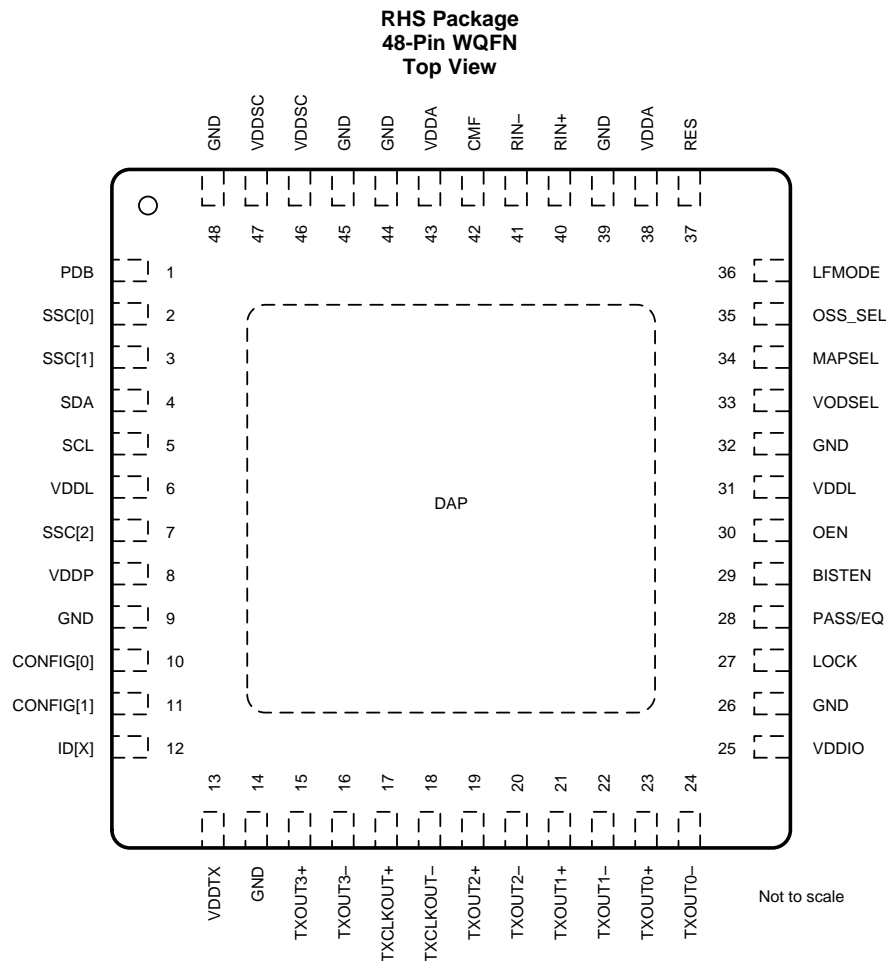 RHS Package
48-Pin WQFN
Top View
GND
VDDSC
VDDSC
GND
GND
VDDA
CMF
RIN–
RIN+
GND
VDDA
RES
48
47
46
45
44
43
42
41
40
39
38
37
PDB 1
SSC[0] 2
SSC[1] 3
SDA 4
SCL 5
VDDL 6
SSC[2] 7
VDDP 8
GND 9
CONFIG[0] 10
CONFIG[1] 11
ID[X] 12
DAP
36 LFMODE
35 OSS_SEL
34 MAPSEL
33 VODSEL
32 GND
31 VDDL
30 OEN
29 BISTEN
28 PASS/EQ
27 LOCK
26 GND
25 VDDIO
13
14
15
16
17
18
19
20
21
22
23
24
VDDTX
GND
TXOUT3+
TXOUT3–
TXCLKOUT+
TXCLKOUT–
TXOUT2+
TXOUT2–
TXOUT1+
TXOUT1–
TXOUT0+
TXOUT0–
Not to scale